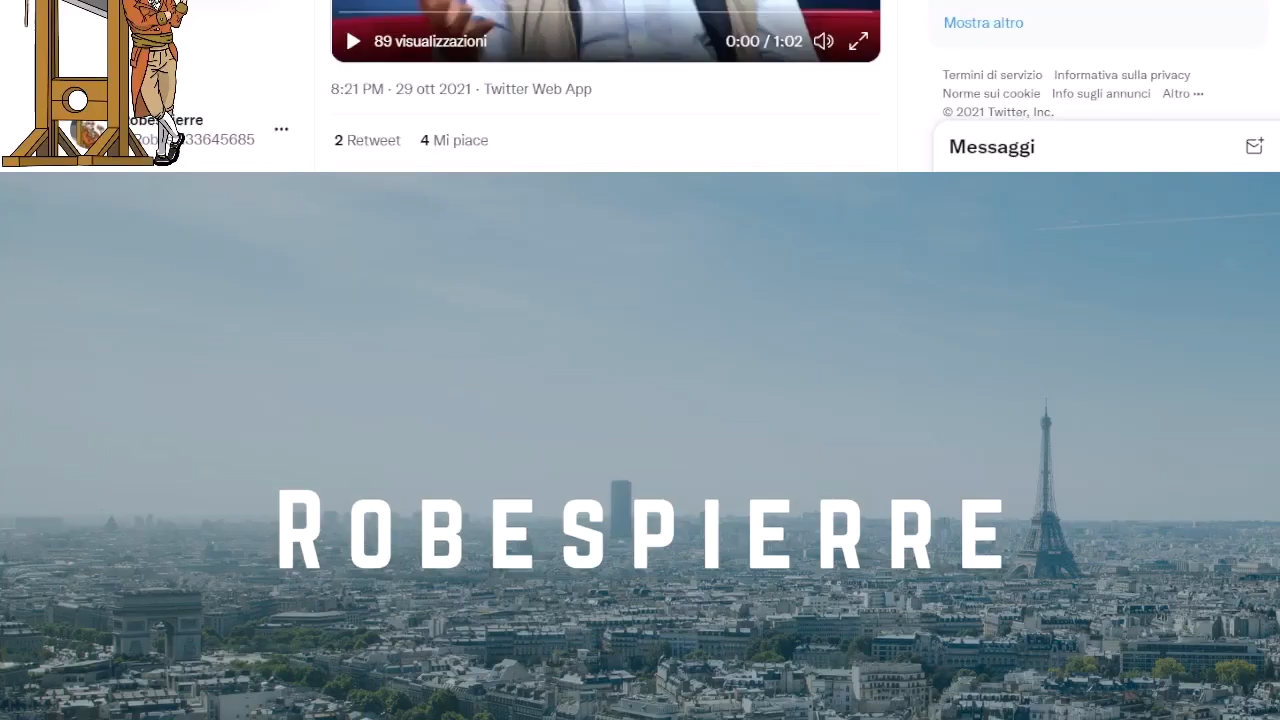 Mostra altro
89 visualizzazioni
0:00 / 1:02
8:21 PM · 29 ott 2021 · Twitter Web App
Termini di servizio Informativa sulla privacy
Norme sui cookie Info sugli annunci Altro ···
© 2021 Twitter, Inc.
2 Retweet 4 Mi piace
Messaggi
ROBESPIERRE